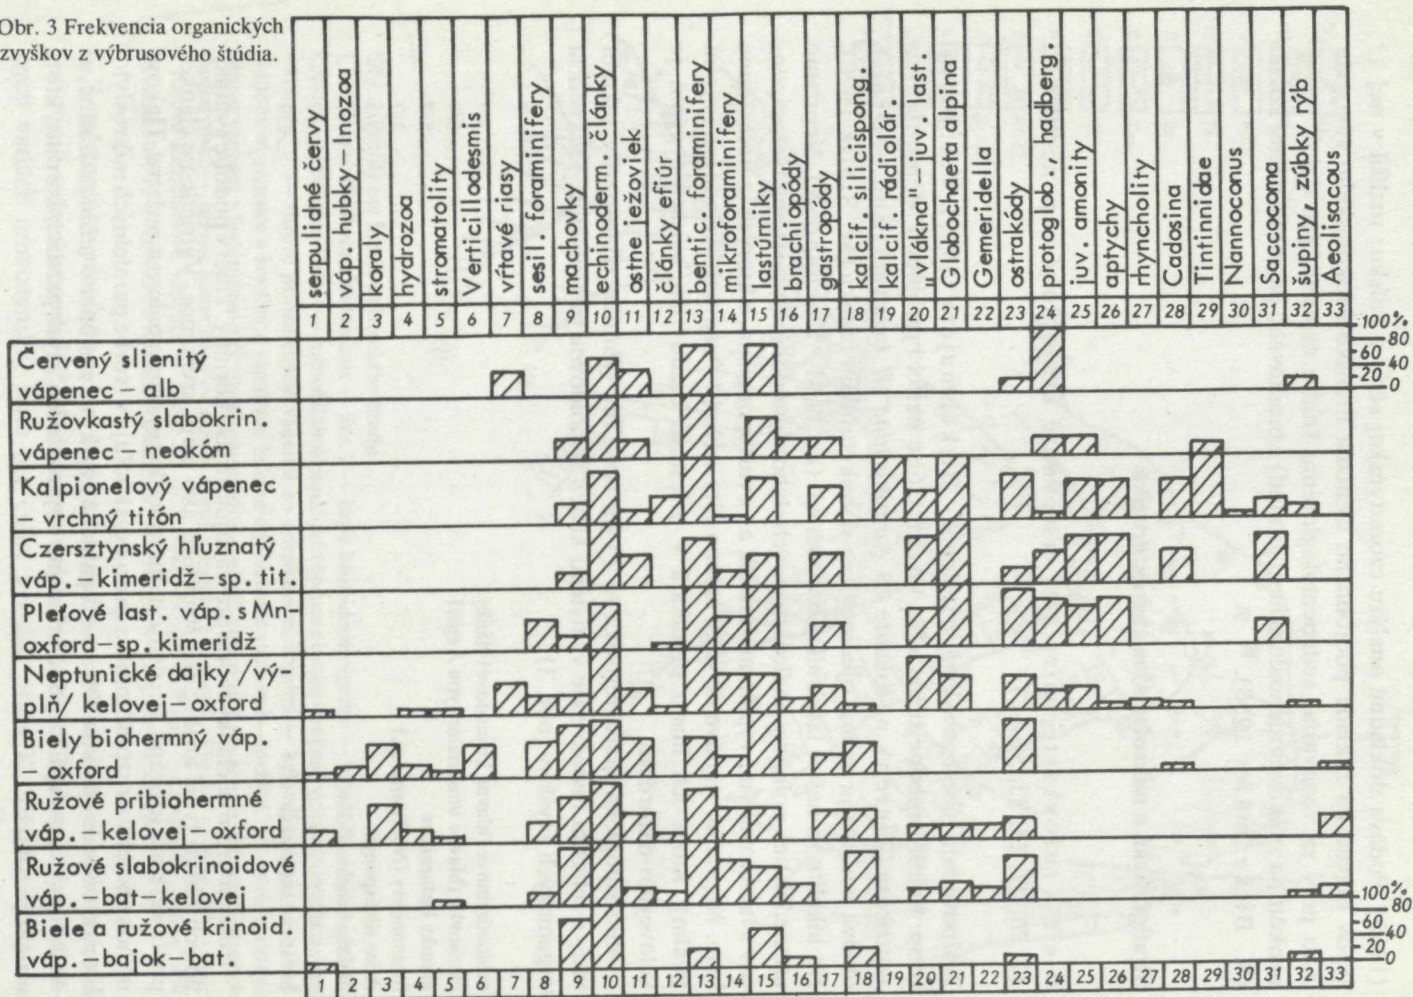 Obr. 3 Frekvencia organických
zvyškov z výbrusového štúdia.
serpulidné červy
váp. hubky – Inozoa
koraly
hydrozoa
stromatolity
Verticillodesmis
vŕtavé riasy
sesil. foraminifery
machovky
echinoderm. články
ostne ježoviek
články efiúr
bentic. foraminifery
mikroforaminifery
lastúrniky
brachiopódy
gastropódy
kalcif. silicispong.
kalcif. rádiolár.
„vlákna" – juv. last.
Globochaeta alpina
Gemeridella
ostrakódy
protoglob., hadberg.
juv. amonity
aptychy
rhyncholity
Cadosina
Tintinnidae
Nannoconus
Saccocoma
šupiny, zúbky rýb
Aeolisacous
1 2 3 4 5 6 7 8 9 10 11 12 13 14 15 16 17 18 19 20 21 22 23 24 25 26 27 28 29 30 31 32 33
100%
80
60
40
20
0
Červený slienitý
vápenec – alb
Ružovkastý slabokrin.
vápenec – neokóm
Kalpionelový vápenec
– vrchný titón
Czersztynský hľuznatý
váp. – kimeridž – sp. tit.
Pleťové last. váp. s Mn-
oxford – sp. kimeridž
Neptunické dajky /vý-
plň/ kelovej – oxford
Biely biohermný váp.
– oxford
Ružové pribiohermné
váp. – kelovej – oxford
Ružové slabokrinoidové
váp. – bat – kelovej
Biele a ružové krinoid.
váp. – bajok – bat.
100%
80
60
40
20
0
1 2 3 4 5 6 7 8 9 10 11 12 13 14 15 16 17 18 19 20 21 22 23 24 25 26 27 28 29 30 31 32 33